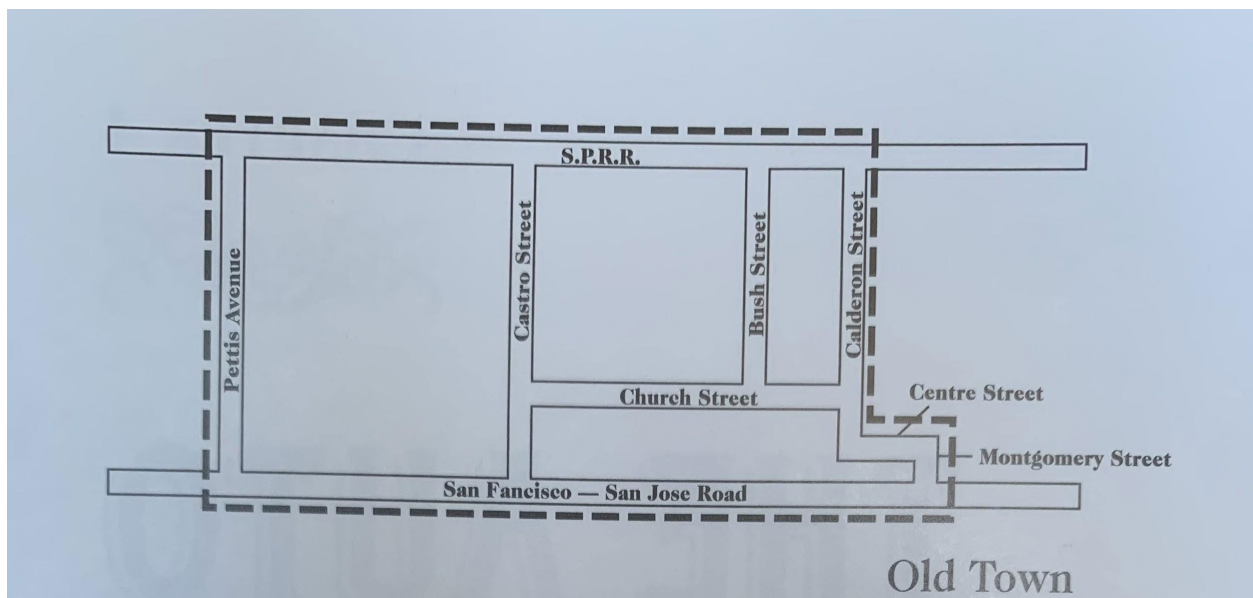 S.P.R.R.
Pettis Avenue
Castro Street
Bush Street
Calderon Street
Church Street
Centre Street
Montgomery Street
San Fancisco — San Jose Road
Old Town